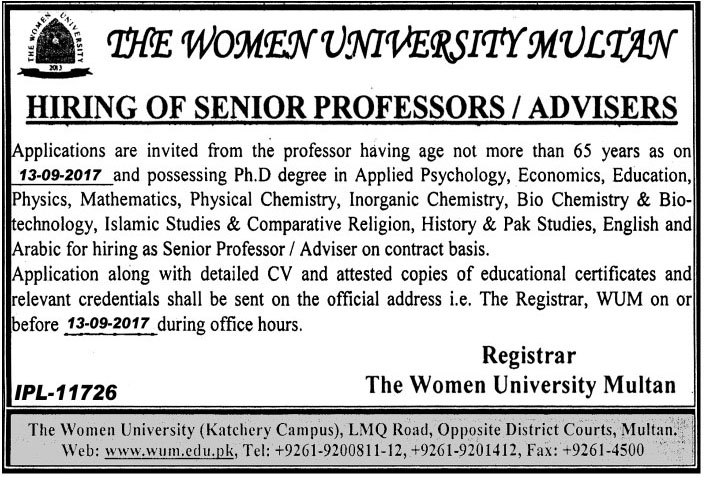 THE WOMEN UNIVERSITY
2013
THE WOMEN UNIVERSITY MULTAN
HIRING OF SENIOR PROFESSORS / ADVISERS
Applications are invited from the professor having age not more than 65 years as on
13-09-2017 and possessing Ph.D degree in Applied Psychology, Economics, Education,
Physics, Mathematics, Physical Chemistry, Inorganic Chemistry, Bio Chemistry & Bio-
technology, Islamic Studies & Comparative Religion, History & Pak Studies, English and
Arabic for hiring as Senior Professor / Adviser on contract basis.
Application along with detailed CV and attested copies of educational certificates and
relevant credentials shall be sent on the official address i.e. The Registrar, WUM on or
before 13-09-2017 during office hours.
Registrar
The Women University Multan
IPL-11726
The Women University (Katchery Campus), LMQ Road, Opposite District Courts, Multan.
Web: www.wum.edu.pk, Tel: +9261-9200811-12, +9261-9201412, Fax: +9261-4500